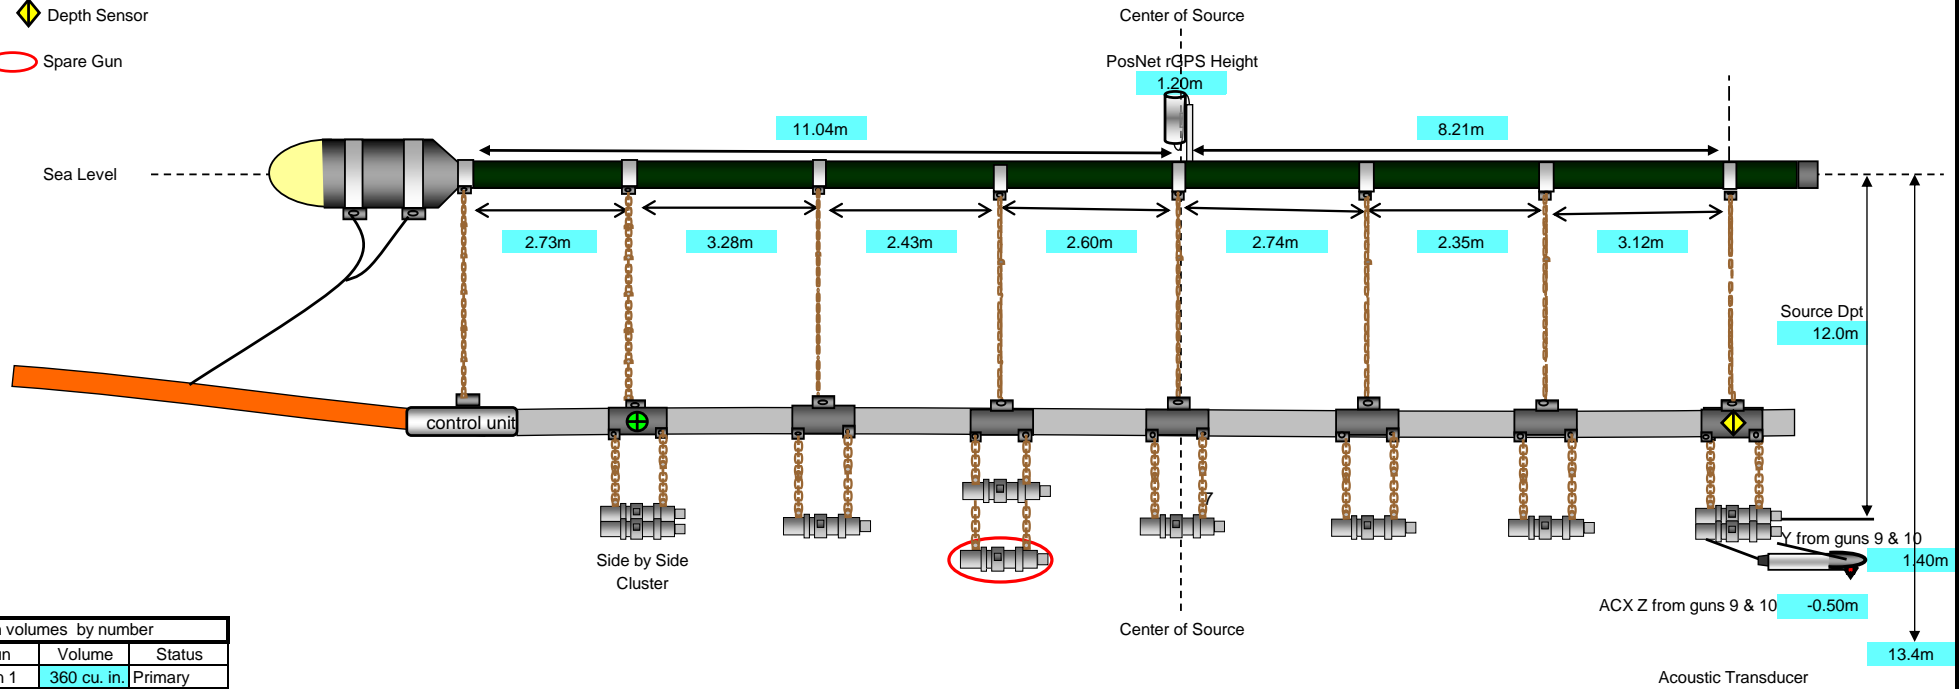 Depth Sensor
Center of Source
Spare Gun
PosNet rGPS Height
1.20m
11.04m
8.21m
Sea Level
2.73m
3.28m
2.43m
2.60m
2.74m
2.35m
3.12m
Source Dpt
12.0m
control unit
7
Y from guns 9 & 10
1.40m
Side by Side
Cluster
ACX Z from guns 9 & 10
-0.50m
Center of Source
volumes by number
Volume Status
1 360 cu. in. Primary
13.4m
Acoustic Transducer